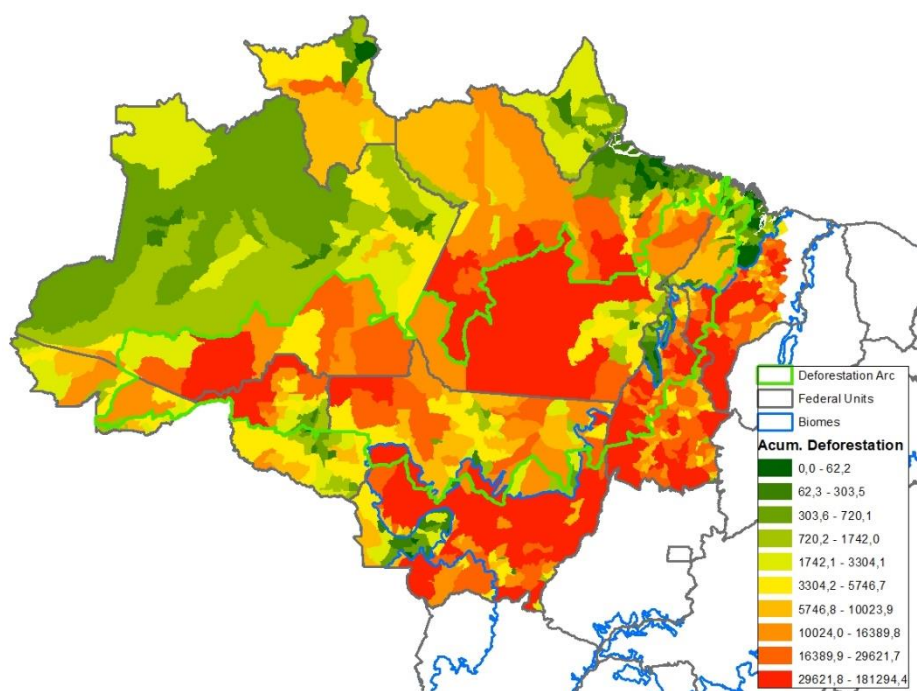 Deforestation Arc
Federal Units
Biomes
Acum. Deforestation
0,0 - 62,2
62,3 - 303,5
303,6 - 720,1
720,2 - 1742,0
1742,1 - 3304,1
3304,2 - 5746,7
5746,8 - 10023,9
10024,0 - 16389,8
16389,9 - 29621,7
29621,8 - 181294,4